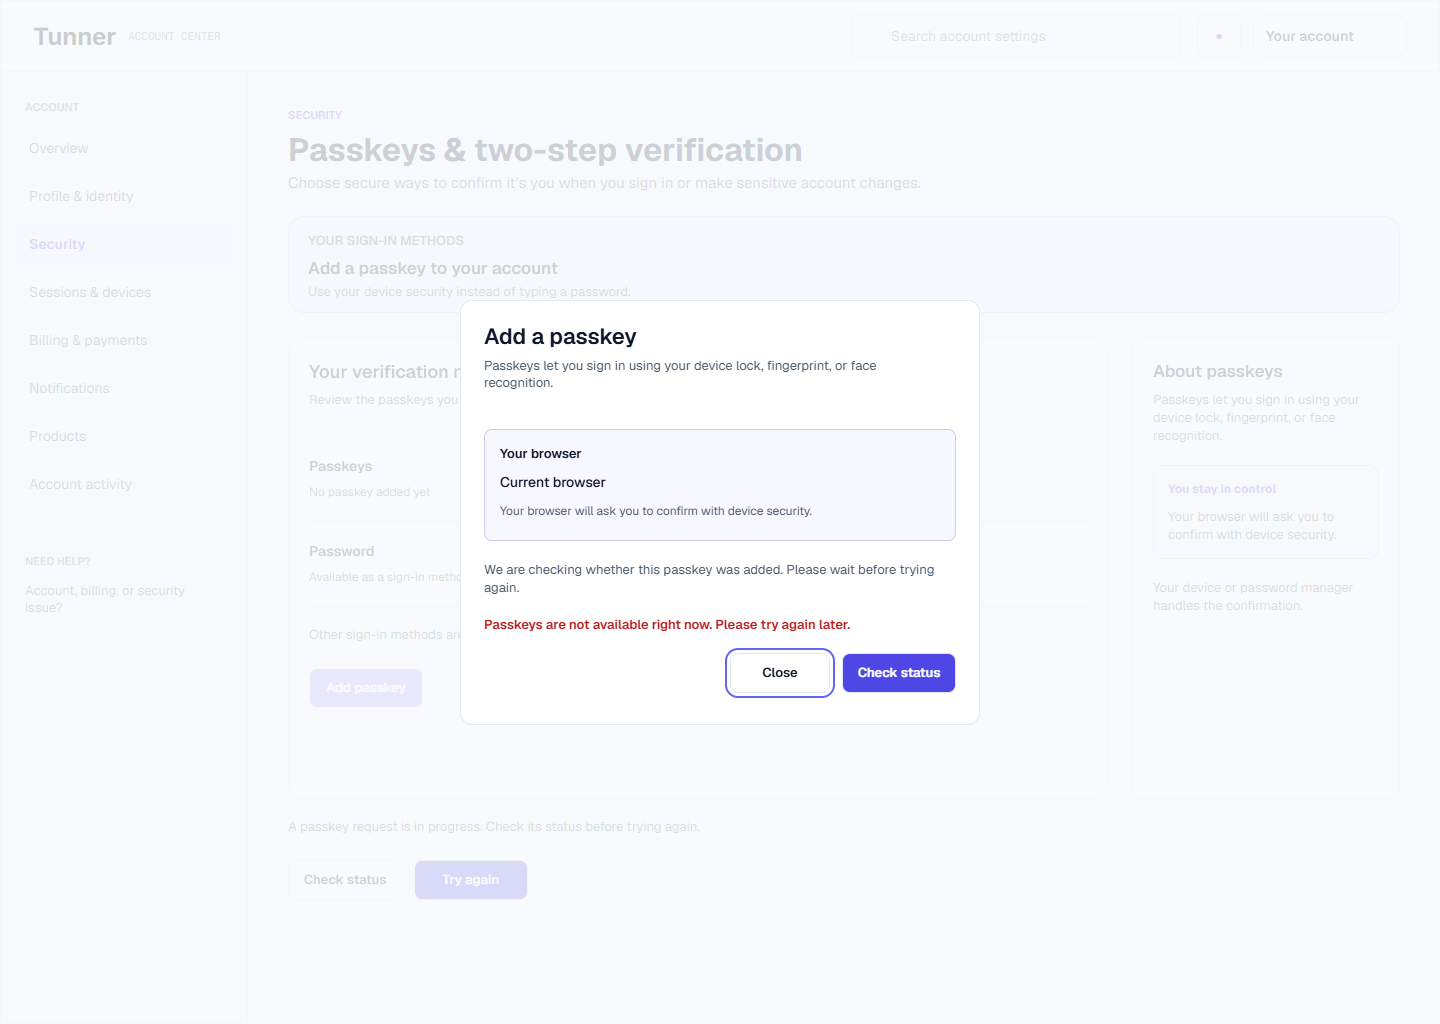 Tunner ACCOUNT CENTER
Search account settings
Your account
ACCOUNT
Overview
Profile & identity
Security
Sessions & devices
Billing & payments
Notifications
Products
Account activity
NEED HELP?
Account, billing, or security
issue?
SECURITY
Passkeys & two-step verification
Choose secure ways to confirm it's you when you sign in or make sensitive account changes.
YOUR SIGN-IN METHODS
Add a passkey to your account
Use your device security instead of typing a password.
Your verification
Review the passkeys you
Passkeys
No passkey added yet
Password
Available as a sign-in
Other sign-in methods
Add passkey
Add a passkey
Passkeys let you sign in using your device lock, fingerprint, or face
recognition.
Your browser
Current browser
Your browser will ask you to confirm with device security.
We are checking whether this passkey was added. Please wait before trying
again.
Passkeys are not available right now. Please try again later.
Close
Check status
About passkeys
Passkeys let you sign in using your
device lock, fingerprint, or face
recognition.
You stay in control
Your browser will ask you to
confirm with device security.
Your device or password manager
handles the confirmation.
A passkey request is in progress. Check its status before trying again.
Check status
Try again